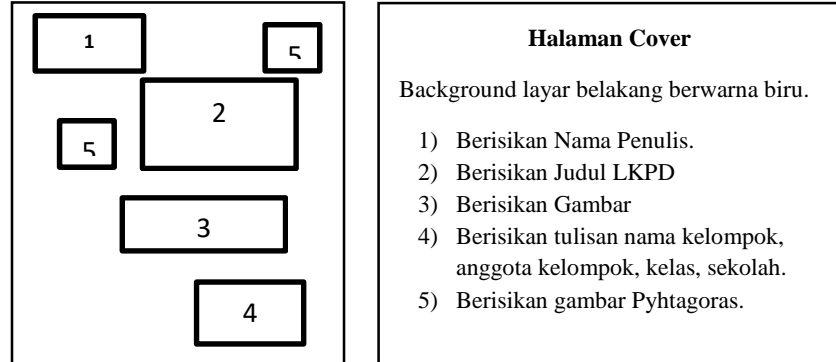 1
5
2
5
3
4
Halaman Cover
Background layar belakang berwarna biru.
1) Berisikan Nama Penulis.
2) Berisikan Judul LKPD
3) Berisikan Gambar
4) Berisikan tulisan nama kelompok,
anggota kelompok, kelas, sekolah.
5) Berisikan gambar Pyhtagoras.